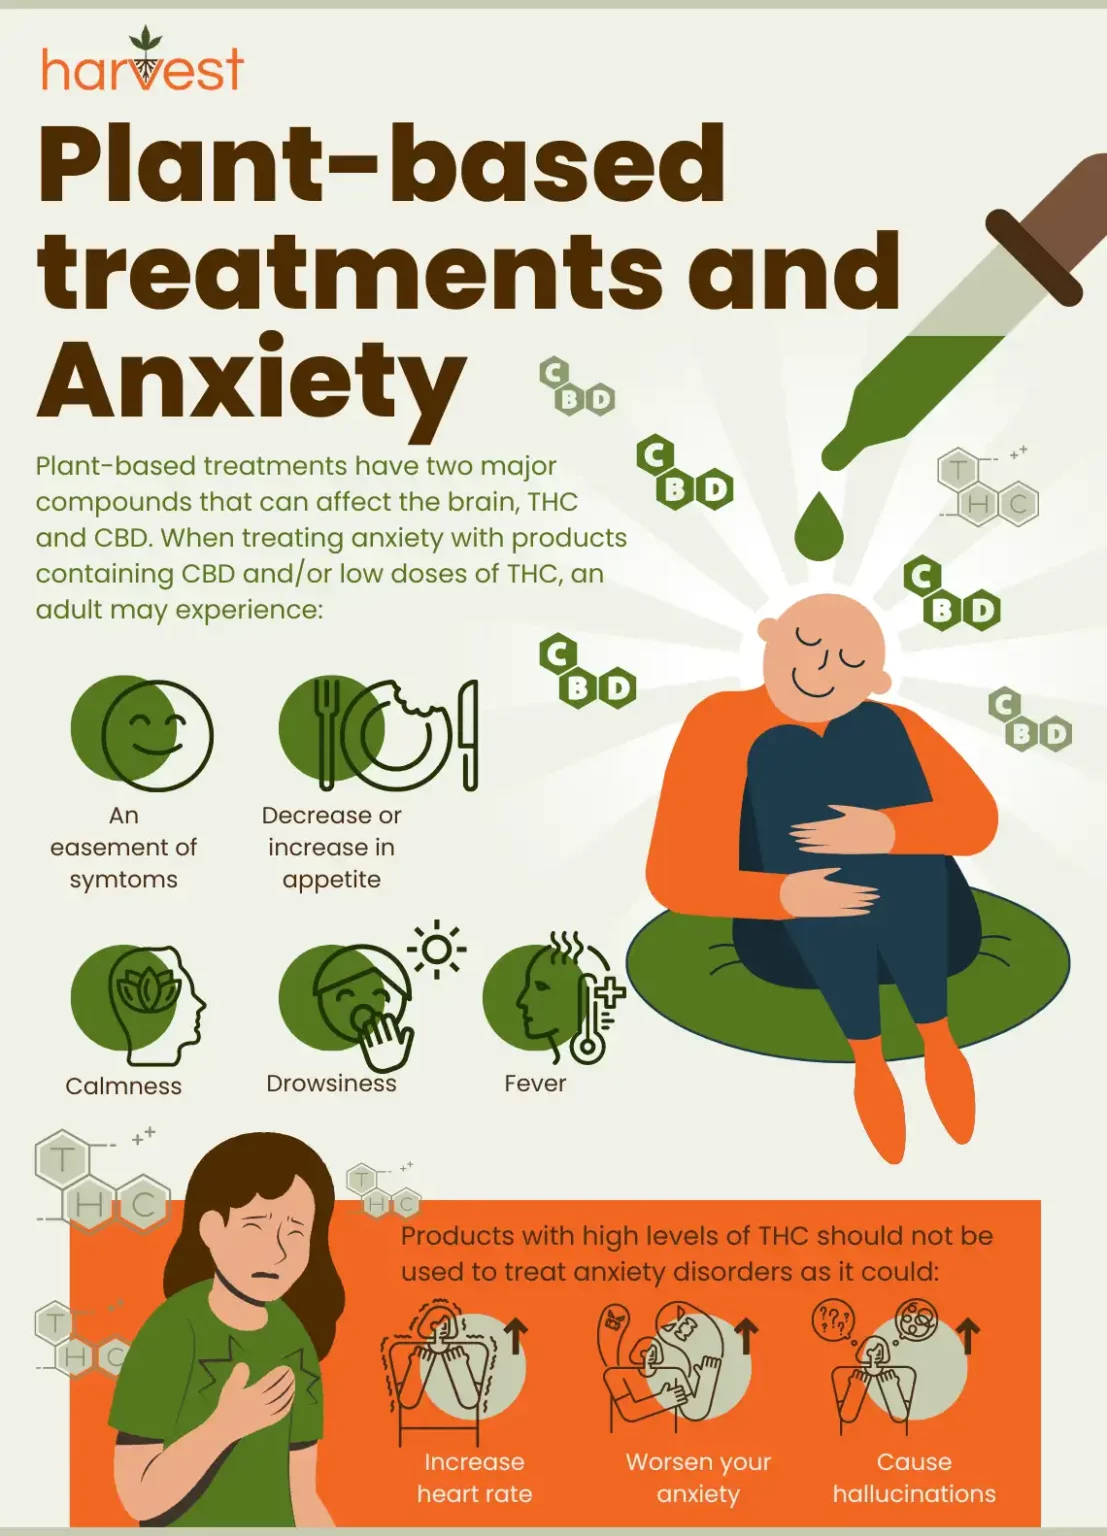 harvest
Plant-based
treatments and
Anxiety
Plant-based treatments have two major
compounds that can affect the brain, THC
and CBD. When treating anxiety with products
containing CBD and/or low doses of THC, an
adult may experience:
CBD
CBD
THC
CBD
CBD
CBD
An
easement of
symtoms
Decrease or
increase in
appetite
Calmness
Drowsiness
Fever
THC
THC
THC
Products with high levels of THC should not be
used to treat anxiety disorders as it could:
Increase
heart rate
Worsen your
anxiety
Cause
hallucinations